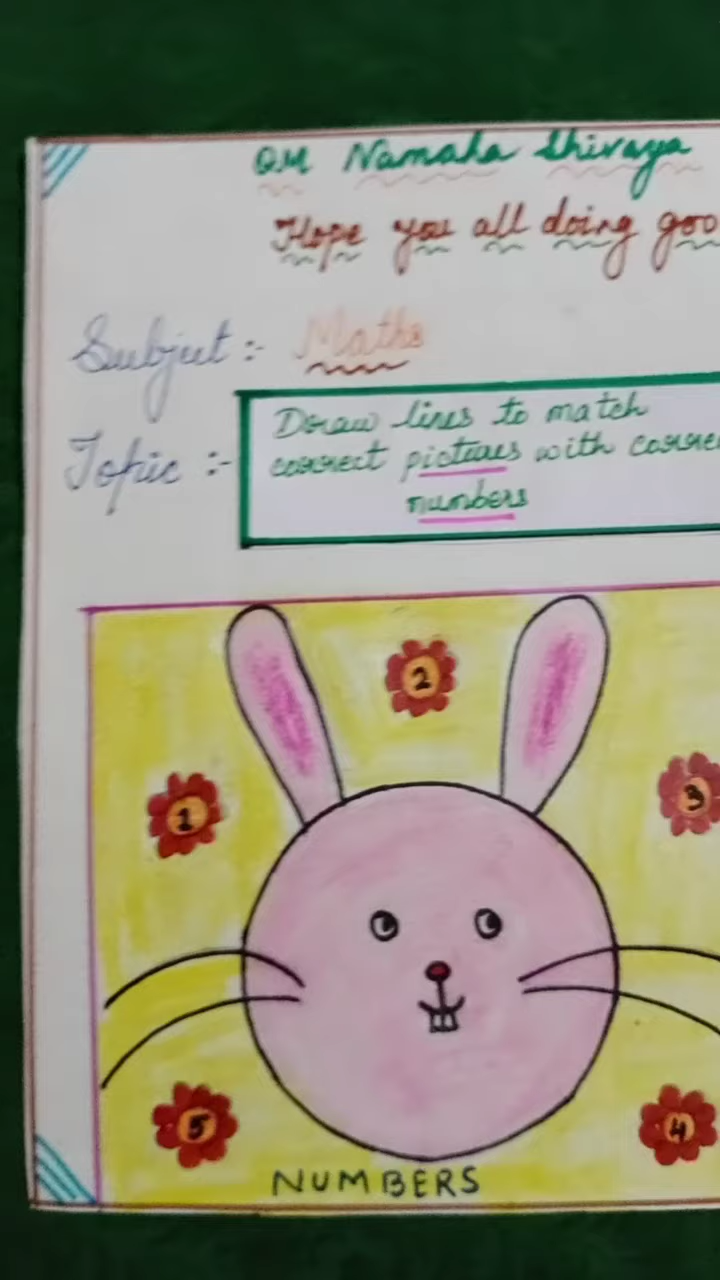 OM Namaha Shivaya
Hope you all doing goo
Subject :- Maths
Topic :- Draw lines to match
correct pictures with corre
numbers
2
1
3
5
4
NUMBERS